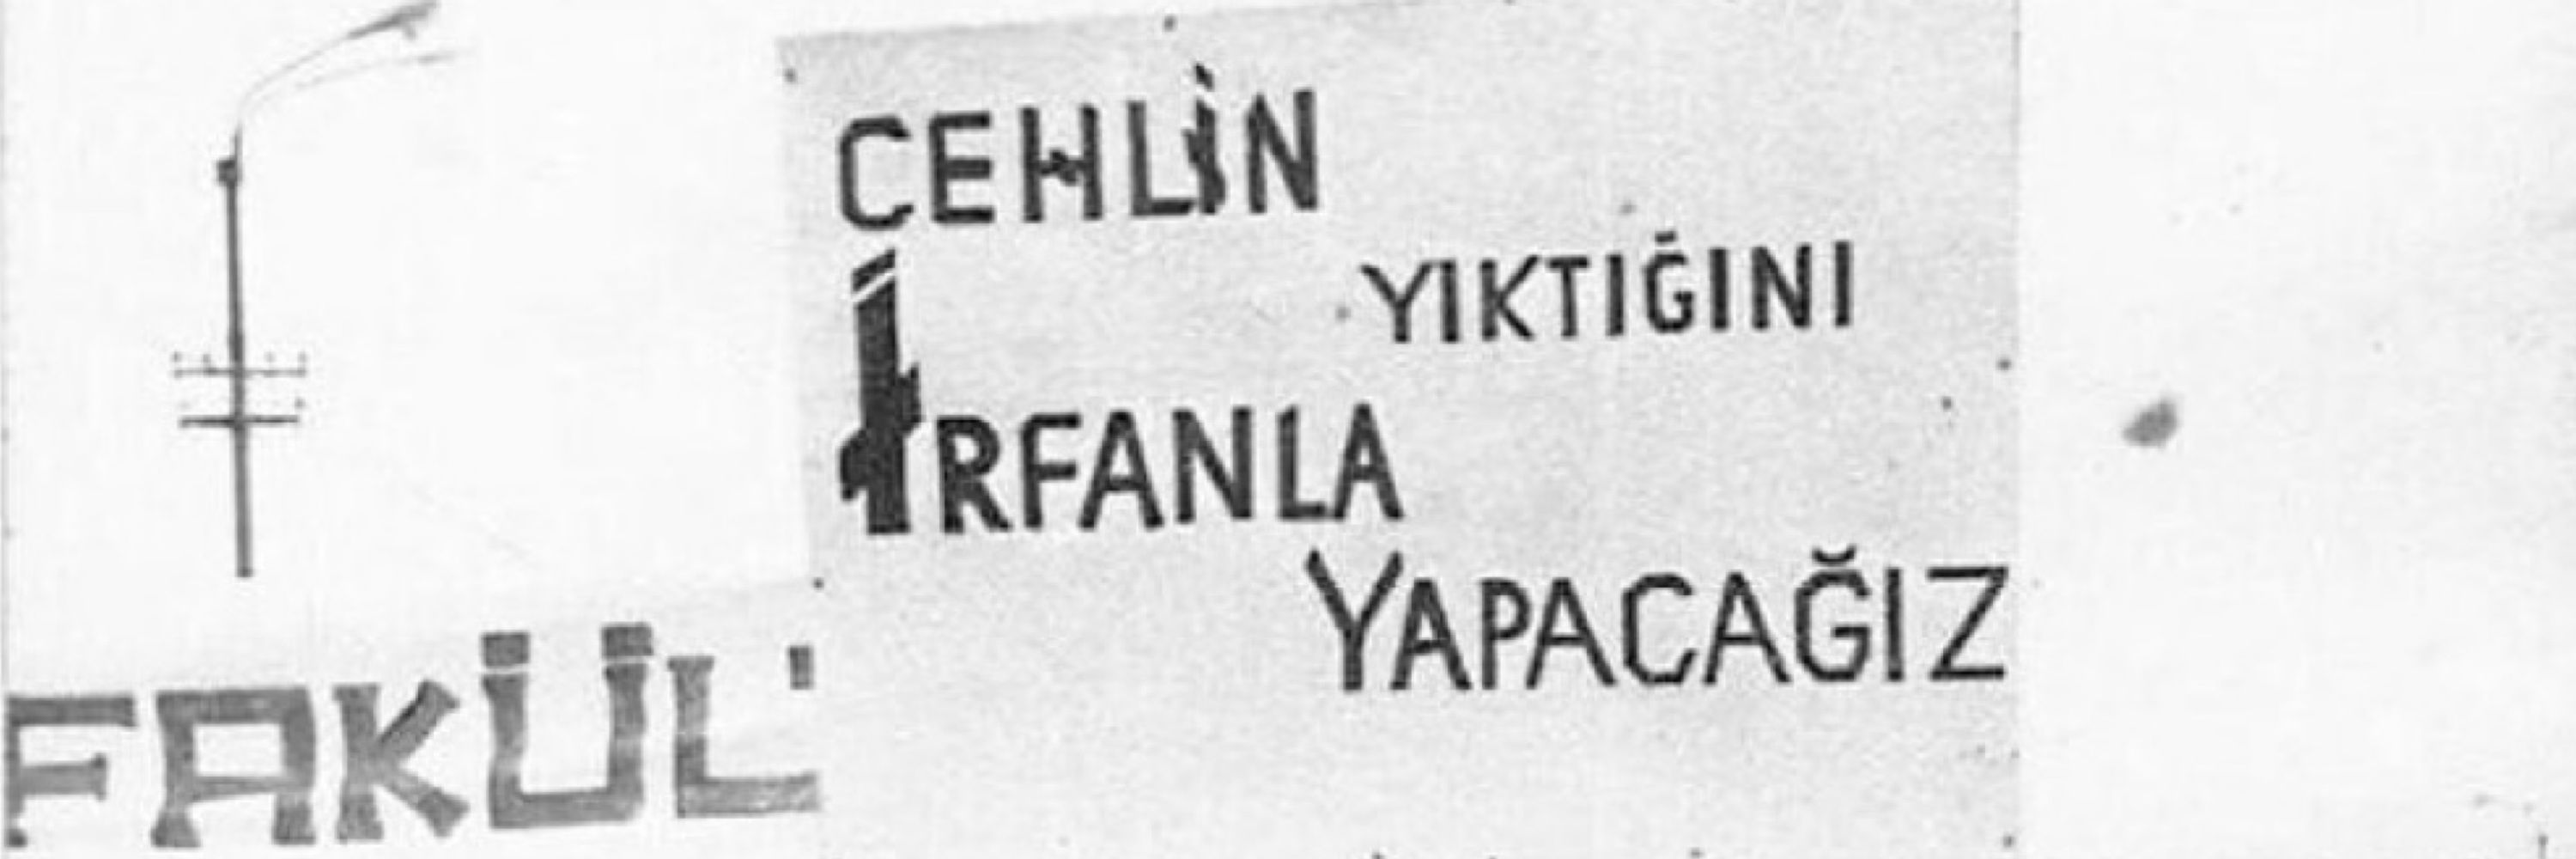 CEHLİN
YIKTIĞINI
İRFANLA
YAPACAĞIZ
FAKÜL